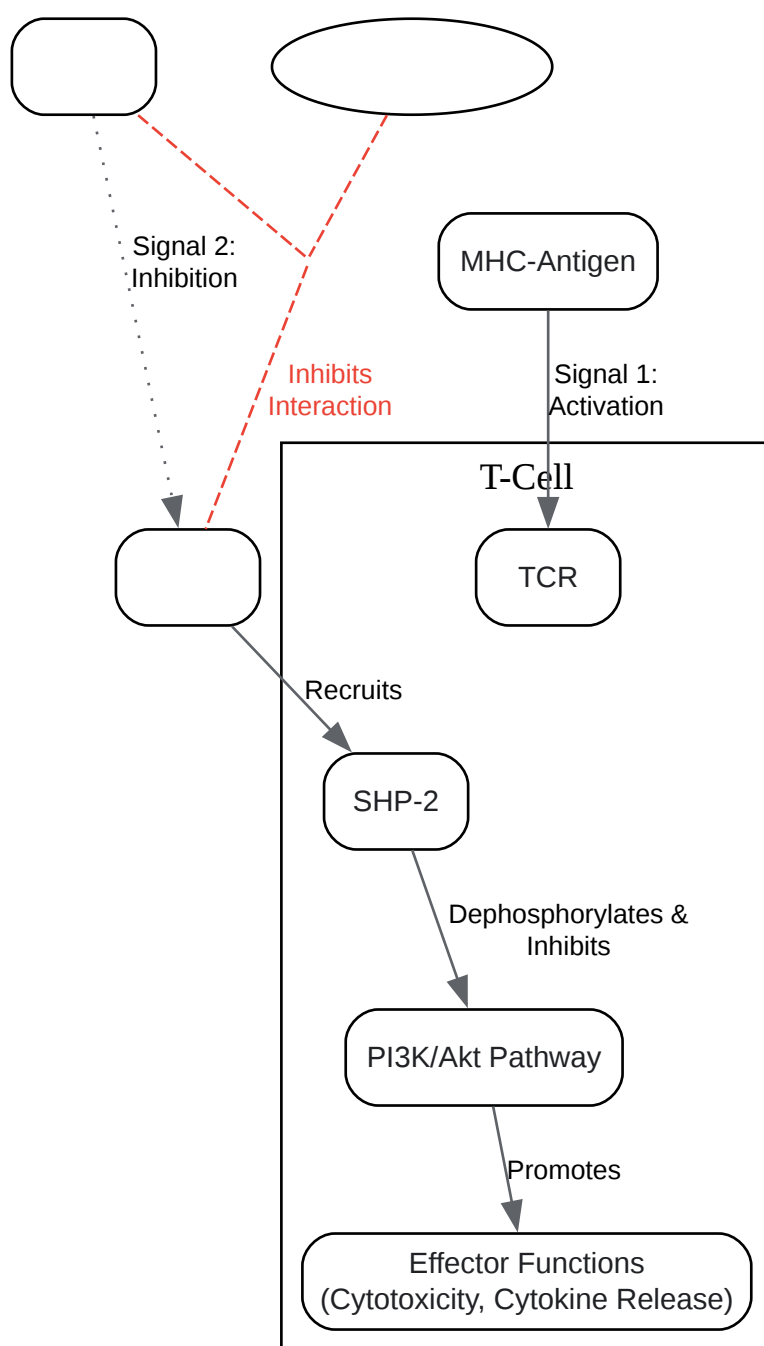 Signal 2:
Inhibition
MHC-Antigen
Inhibits
Interaction
Signal 1:
Activation
T-Cell
TCR
Recruits
SHP-2
Dephosphorylates &
Inhibits
PI3K/Akt Pathway
Promotes
Effector Functions
(Cytotoxicity, Cytokine Release)